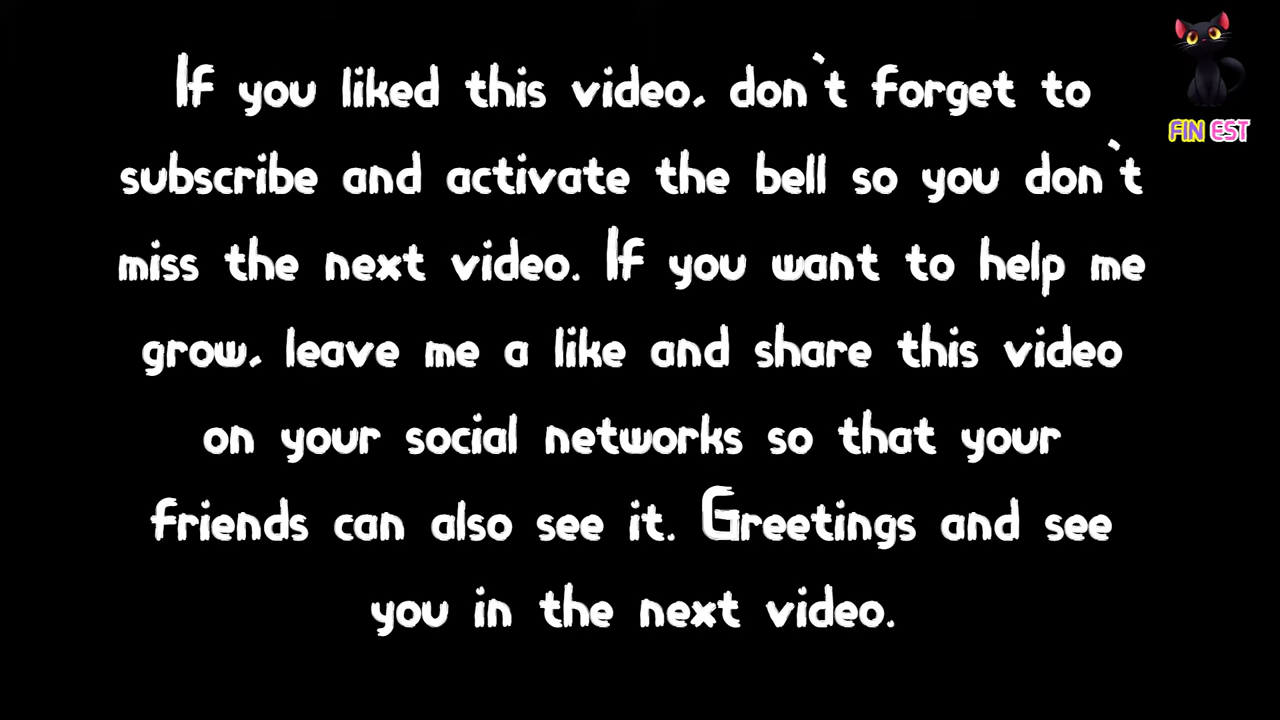 If you liked this video, don`t forget to
subscribe and activate the bell so you don`t
miss the next video. If you want to help me
grow, leave me a like and share this video
on your social networks so that your
friends can also see it. Greetings and see
you in the next video.
FIN EST